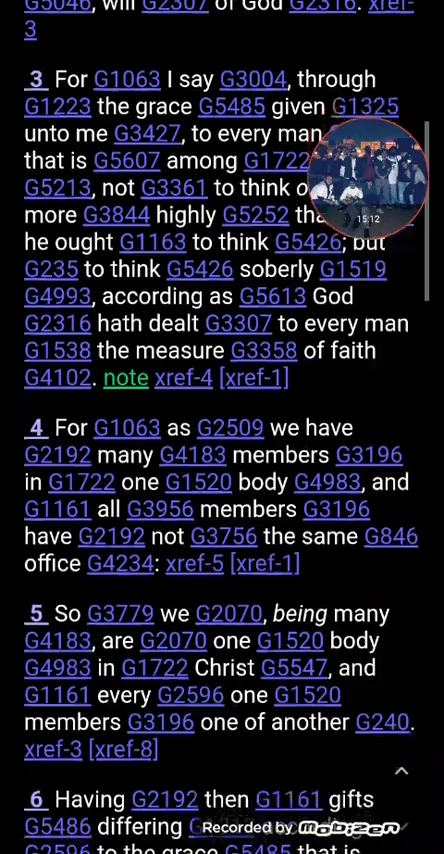 G5046, will G2307 of God G2316. xref-
3
3 For G1063 I say G3004, through
G1223 the grace G5485 given G1325
unto me G3427, to every man
that is G5607 among G1722
G5213, not G3361 to think o
more G3844 highly G5252 tha
he ought G1163 to think G5426; but
G235 to think G5426 soberly G1519
G4993, according as G5613 God
G2316 hath dealt G3307 to every man
G1538 the measure G3358 of faith
G4102. note xref-4 [xref-1]
15:12
4 For G1063 as G2509 we have
G2192 many G4183 members G3196
in G1722 one G1520 body G4983, and
G1161 all G3956 members G3196
have G2192 not G3756 the same G846
office G4234: xref-5 [xref-1]
5 So G3779 we G2070, being many
G4183, are G2070 one G1520 body
G4983 in G1722 Christ G5547, and
G1161 every G2596 one G1520
members G3196 one of another G240.
xref-3 [xref-8]
6 Having G2192 then G1161 gifts
G5486 differing
Recorded by Mobizen
G2596 to the grace G5485 that is